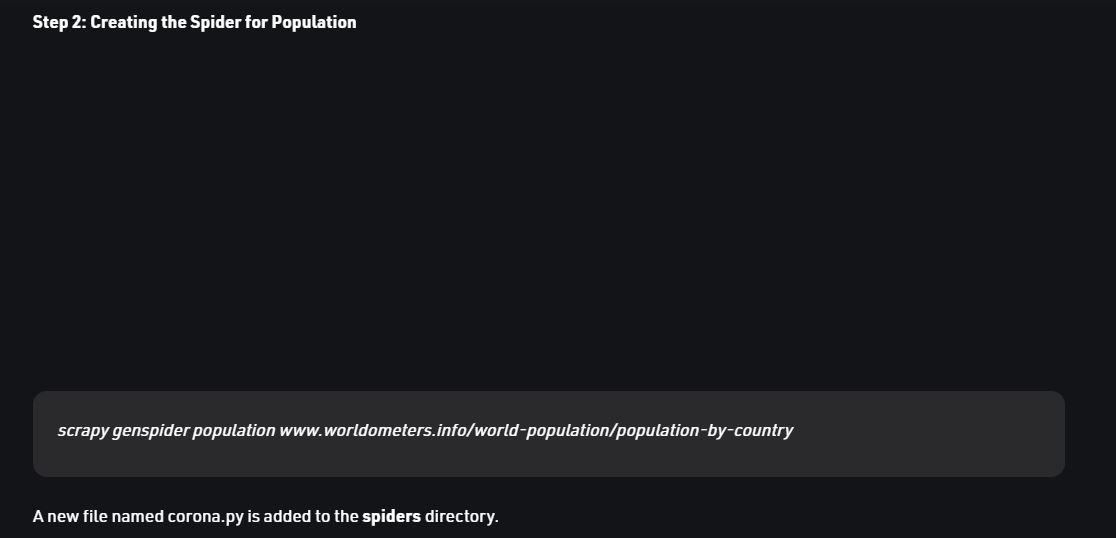 Step 2: Creating the Spider for Population
scrapy genspider population www.worldometers.info/world-population/population-by-country
A new file named corona.py is added to the spiders directory.